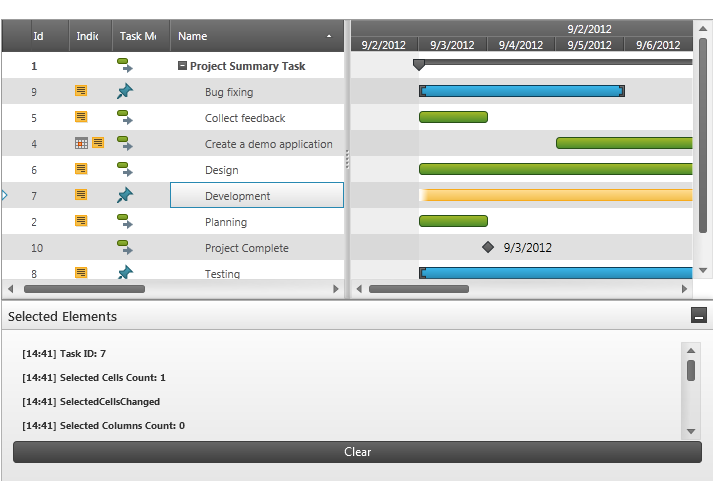 Id Indic Task Mo Name 9/2/2012
9/2/2012 9/3/2012 9/4/2012 9/5/2012 9/6/2012
1 Project Summary Task
9 Bug fixing
5 Collect feedback
4 Create a demo application
6 Design
7 Development
2 Planning
10 Project Complete 9/3/2012
8 Testing
Selected Elements
[14:41] Task ID: 7
[14:41] Selected Cells Count: 1
[14:41] SelectedCellsChanged
[14:41] Selected Columns Count: 0
Clear